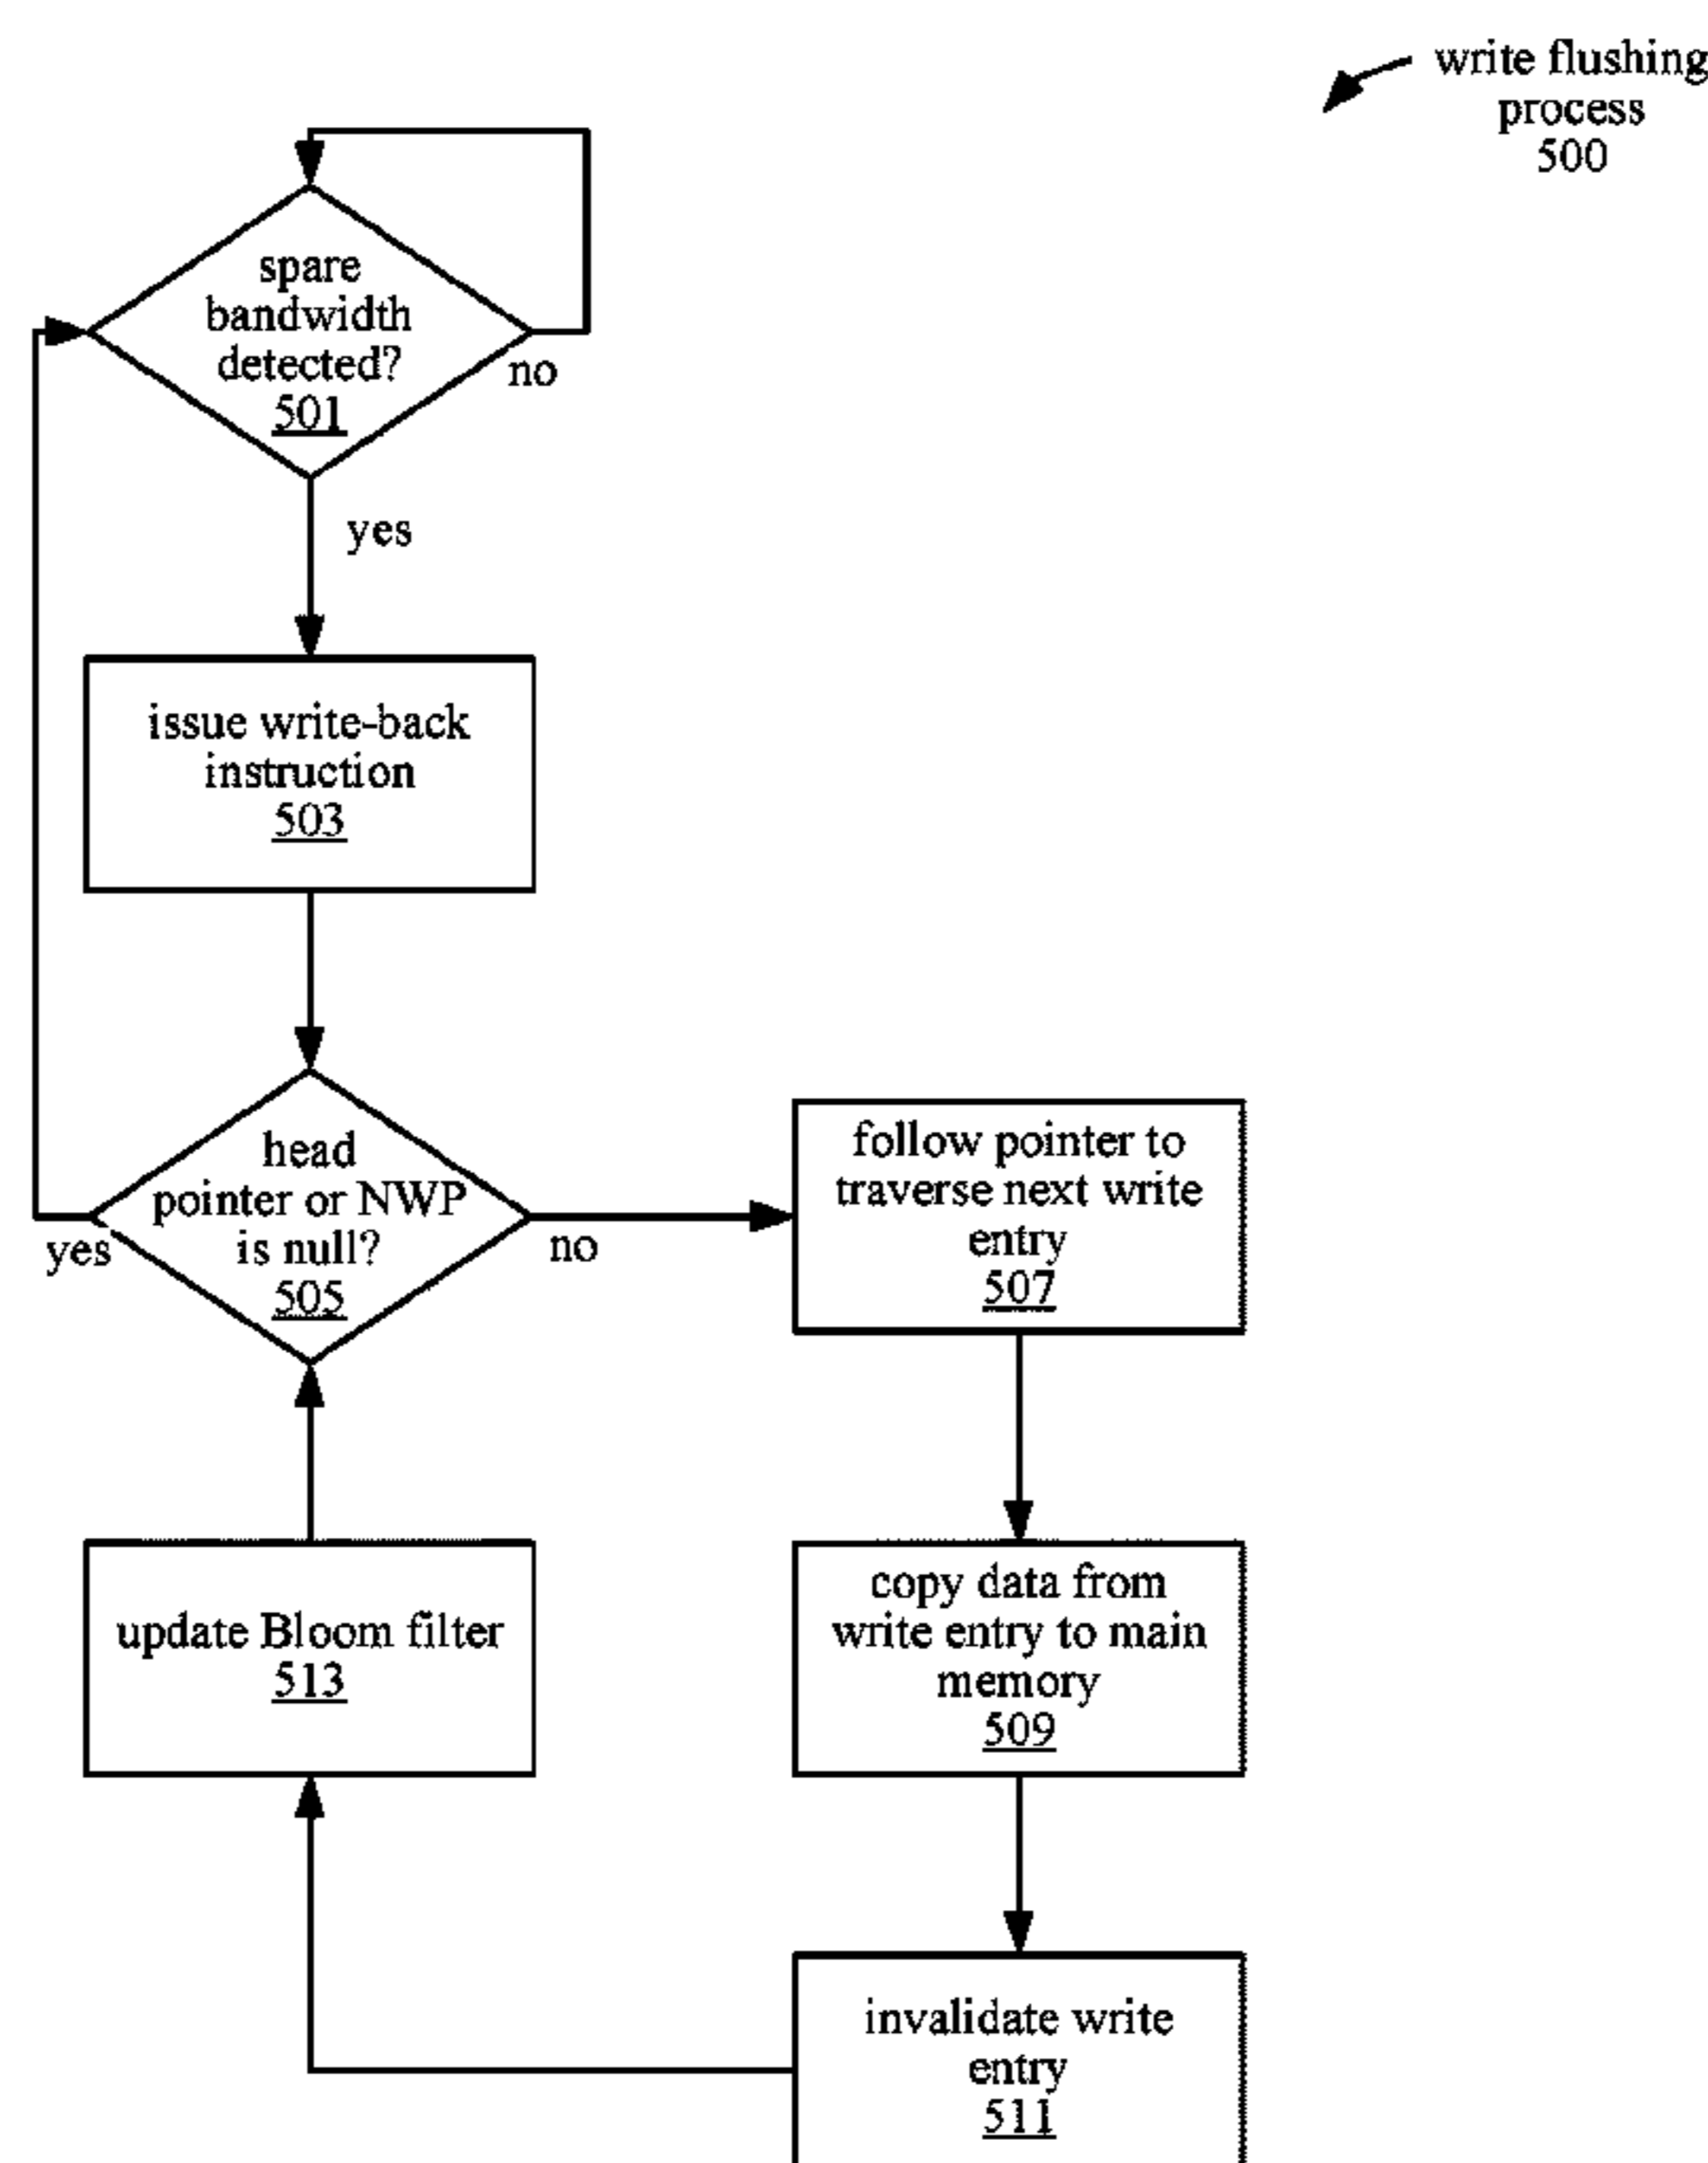 write flushing
process
500
spare
bandwidth
detected?
501
no
yes
issue write-back
instruction
503
head
pointer or NWP
is null?
505
yes
no
follow pointer to
traverse next write
entry
507
update Bloom filter
513
copy data from
write entry to main
memory
509
invalidate write
entry
511